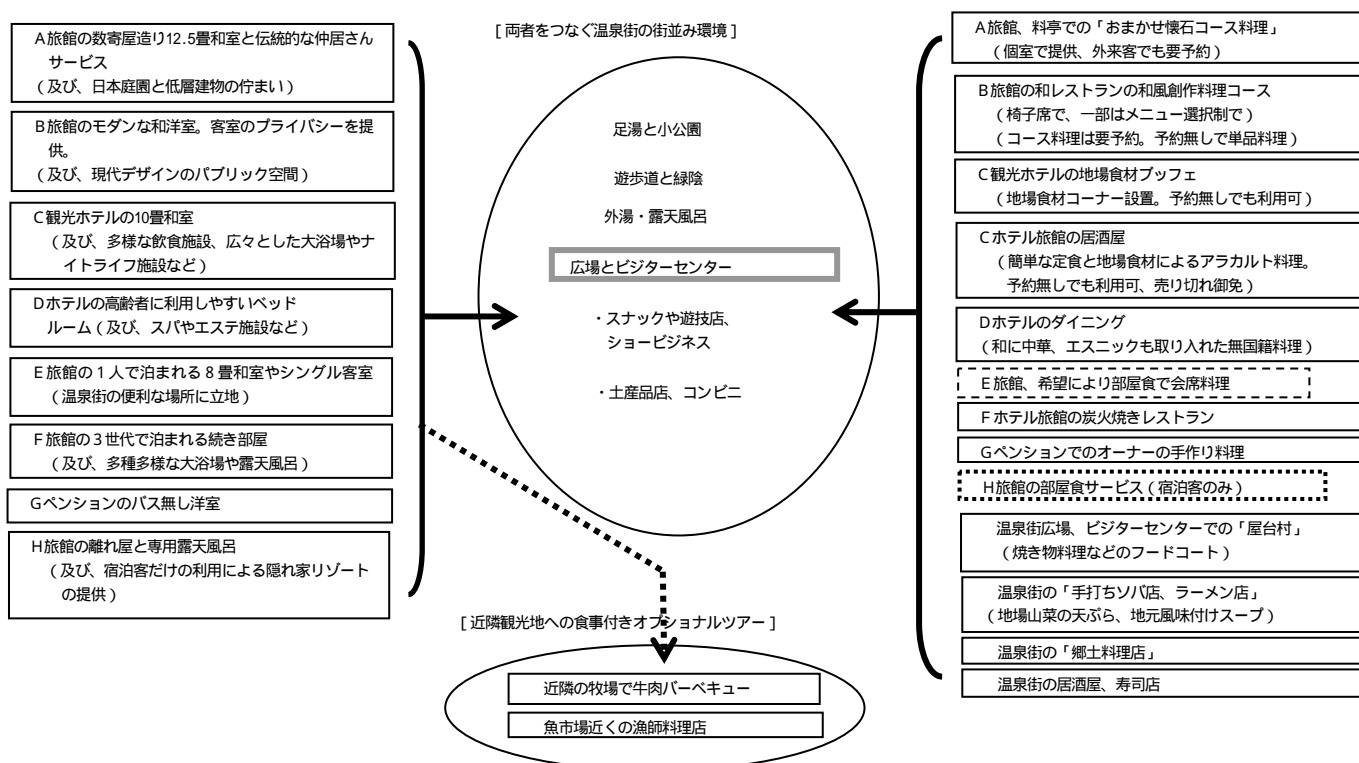 A旅館の数寄屋造り12.5畳和室と伝統的な仲居さん
サービス
(及び、日本庭園と低層建物の佇まい)
B旅館のモダンな和洋室。客室のプライバシーを提
供。
(及び、現代デザインのパブリック空間)
C観光ホテルの10畳和室
(及び、多様な飲食施設、広々とした大浴場やナ
イトライフ施設など)
Dホテルの高齢者に利用しやすいベッド
ルーム(及び、スパやエステ施設など)
E旅館の1人で泊まれる8畳和室やシングル客室
(温泉街の便利な場所に立地)
F旅館の3世代で泊まれる続き部屋
(及び、多種多様な大浴場や露天風呂)
Gペンションのバス無し洋室
H旅館の離れ屋と専用露天風呂
(及び、宿泊客だけの利用による隠れ家リゾート
の提供)
[両者をつなぐ温泉街の街並み環境]
足湯と小公園
遊歩道と緑陰
外湯・露天風呂
広場とビジターセンター
・スナックや遊技店、
ショービジネス
・土産品店、コンビニ
[近隣観光地への食事付きオプショナルツアー]
近隣の牧場で牛肉バーベキュー
魚市場近くの漁師料理店
A旅館、料亭での「おまかせ懐石コース料理」
(個室で提供、外来客でも要予約)
B旅館の和レストランの和風創作料理コース
(椅子席で、一部はメニュー選択制で)
(コース料理は要予約。予約無しで単品料理)
C観光ホテルの地場食材ブッフェ
(地場食材コーナー設置。予約無しでも利用可)
Cホテル旅館の居酒屋
(簡単な定食と地場食材によるアラカルト料理。
予約無しでも利用可、売り切れ御免)
Dホテルのダイニング
(和に中華、エスニックも取り入れた無国籍料理)
E旅館、希望により部屋食で会席料理
Fホテル旅館の炭火焼きレストラン
Gペンションでのオーナーの手作り料理
H旅館の部屋食サービス(宿泊客のみ)
温泉街広場、ビジターセンターでの「屋台村」
(焼き物料理などのフードコート)
温泉街の「手打ちソバ店、ラーメン店」
(地場山菜の天ぷら、地元風味付けスープ)
温泉街の「郷土料理店」
温泉街の居酒屋、寿司店